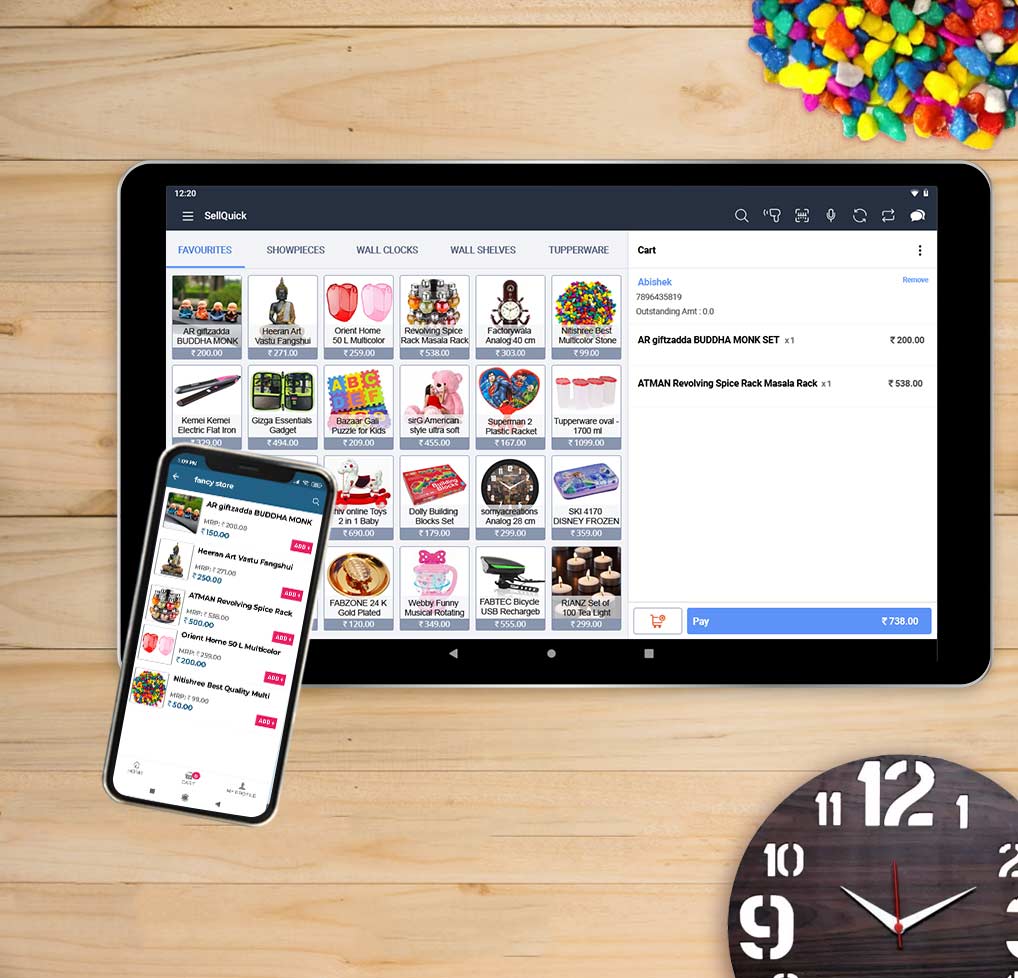 12:20
SellQuick
FAVOURITES SHOWPIECES WALL CLOCKS WALL SHELVES TUPPERWARE
AR giftzadda
BUDDHA MONK
₹ 200.00
Heeran Art
Vastu Fangshui
₹ 271.00
Orient Home
50 L Multicolor
₹ 259.00
Revolving Spice
Rack Masala Rack
₹ 538.00
Factorywala
Analog 40 cm
₹ 303.00
Nitishree Best
Multicolor Stone
₹ 99.00
Kemei Kemei
Electric Flat Iron
₹ 329.00
Gizga Essentials
Gadget
₹ 494.00
ABC
DEF
Bazaar Gali
Puzzle for Kids
₹ 209.00
sirG American
style ultra soft
₹ 455.00
Superman 2
Plastic Racket
₹ 167.00
Tupperware oval -
1700 ml
₹ 1099.00
hiv online Toys
2 in 1 Baby
₹ 690.00
Building
Blocks
Dolly Building
Blocks Set
₹ 179.00
somyacreations
Analog 28 cm
₹ 299.00
SKI 4170
DISNEY FROZEN
₹ 359.00
FABZONE 24 K
Gold Plated
₹ 120.00
Webby Funny
Musical Rotating
₹ 349.00
FABTEC Bicycle
USB Rechargeb
₹ 555.00
RIANZ Set of
100 Tea Light
₹ 299.00
Cart
Abishek Remove
7896435819
Outstanding Amt : 0.0
AR giftzadda BUDDHA MONK SET x 1 ₹ 200.00
ATMAN Revolving Spice Rack Masala Rack x 1 ₹ 538.00
Pay ₹ 738.00
1:09 PM
fancy store
AR giftzadda BUDDHA MONK
MRP: ₹ 200.00
₹ 150.00
ADD +
Heeran Art Vastu Fangshui
MRP: ₹ 271.00
₹ 250.00
ADD +
ATMAN Revolving Spice Rack
MRP: ₹ 538.00
₹ 500.00
ADD +
Orient Home 50 L Multicolor
MRP: ₹ 259.00
₹ 200.00
ADD +
Nitishree Best Quality Multi
MRP: ₹ 99.00
₹ 50.00
ADD +
HOME CART MY PROFILE
11 12 1
10 2
9 3